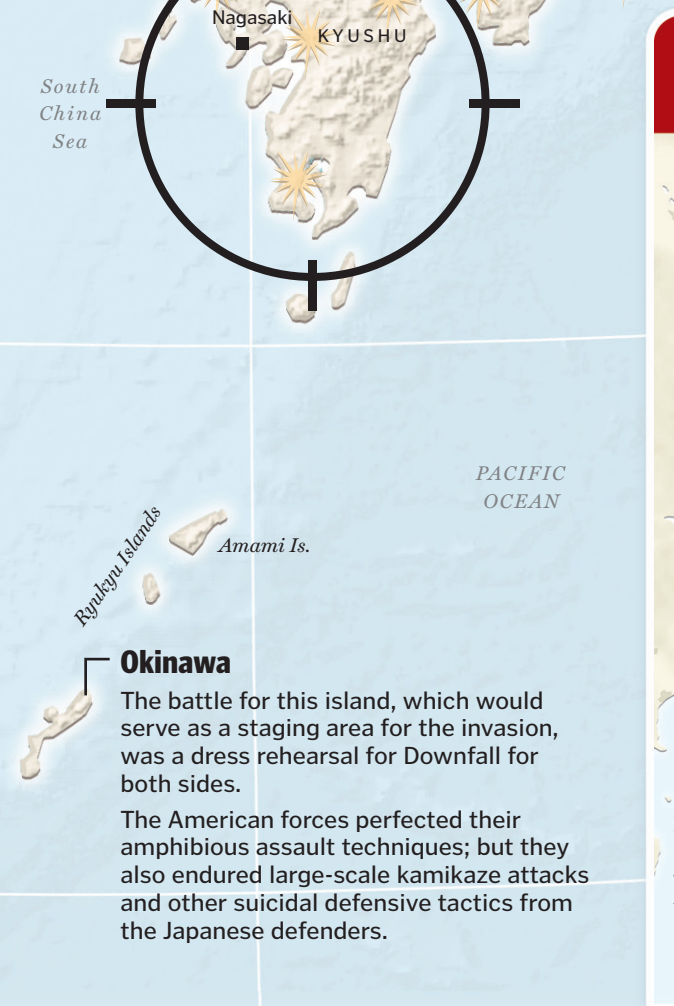 Nagasaki
KYUSHU
South
China
Sea
PACIFIC
OCEAN
Ryukyu Islands
Amami Is.
Okinawa
The battle for this island, which would
serve as a staging area for the invasion,
was a dress rehearsal for Downfall for
both sides.
The American forces perfected their
amphibious assault techniques; but they
also endured large-scale kamikaze attacks
and other suicidal defensive tactics from
the Japanese defenders.